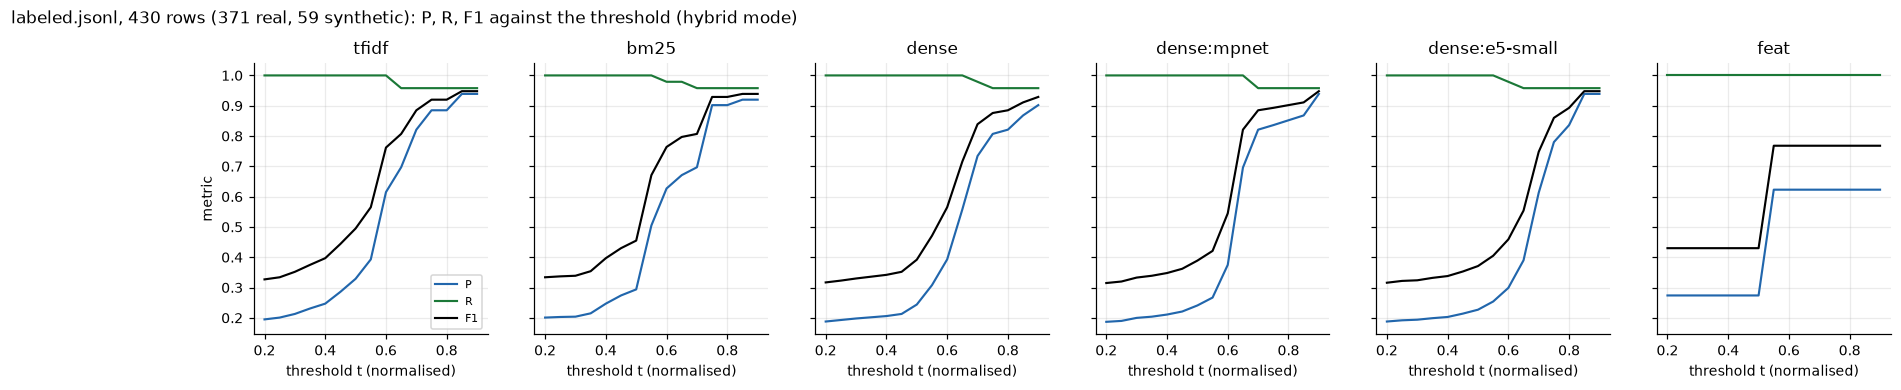 labeled.jsonl, 430 rows (371 real, 59 synthetic): P, R, F1 against the threshold (hybrid mode)
tfidf
bm25
dense
dense:mpnet
dense:e5-small
feat
metric
1.0
0.9
0.8
0.7
0.6
0.5
0.4
0.3
0.2
P
R
F1
0.2 0.4 0.6 0.8
0.2 0.4 0.6 0.8
0.2 0.4 0.6 0.8
0.2 0.4 0.6 0.8
0.2 0.4 0.6 0.8
0.2 0.4 0.6 0.8
threshold t (normalised)
threshold t (normalised)
threshold t (normalised)
threshold t (normalised)
threshold t (normalised)
threshold t (normalised)